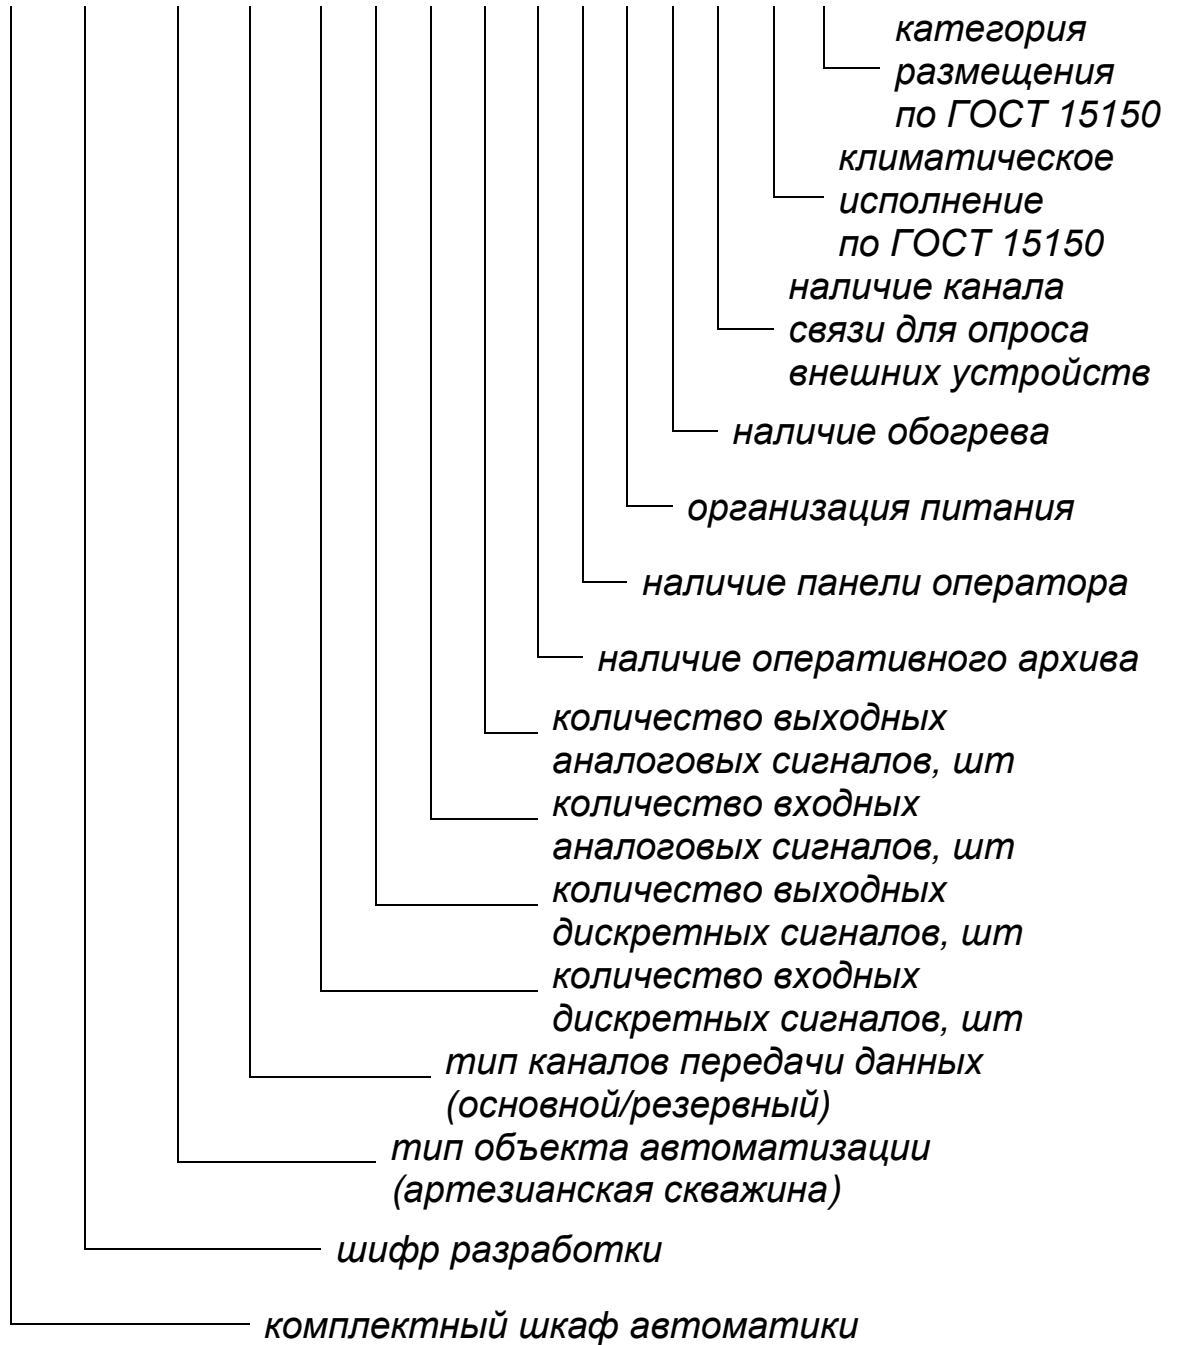 категория
размещения
по ГОСТ 15150
климатическое
исполнение
по ГОСТ 15150
наличие канала
связи для опроса
внешних устройств
наличие обогрева
организация питания
наличие панели оператора
наличие оперативного архива
количество выходных
аналоговых сигналов, шт
количество входных
аналоговых сигналов, шт
количество выходных
дискретных сигналов, шт
количество входных
дискретных сигналов, шт
тип каналов передачи данных
(основной/резервный)
тип объекта автоматизации
(артезианская скважина)
шифр разработки
комплектный шкаф автоматики